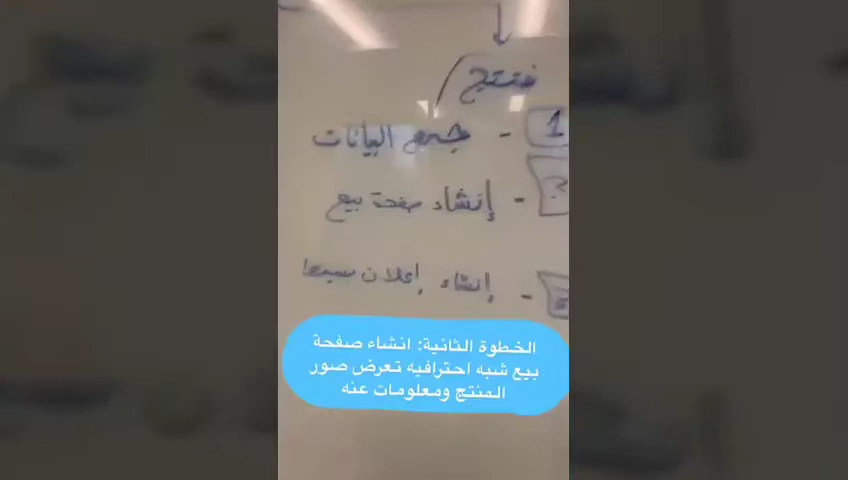 منتج
1 - جمع البيانات
2 - إنشاء صفحة بيع
- إنشاء إعلان
الخطوة الثانية: انشاء صفحة
بيع شبه احترافيه تعرض صور
المنتج ومعلومات عنه